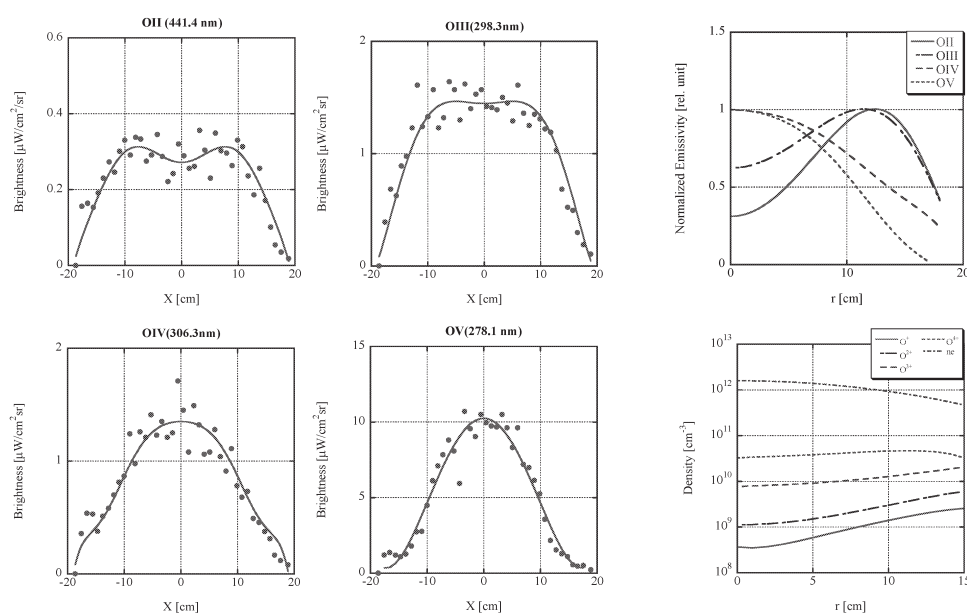 OII (441.4 nm)
0.6
0.4
0.2
0
Brightness [μW/cm²/sr]
-20
-10
0
10
20
X [cm]
OIII(298.3nm)
2
1
0
Brightness [μW/cm²/sr]
-20
-10
0
10
20
X [cm]
1.5
1
0.5
0
Normalized Emissivity [rel. unit]
0
10
20
r [cm]
OII
OIII
OIV
OV
OIV(306.3nm)
2
1
0
Brightness [μW/cm²sr]
-20
-10
0
10
20
X [cm]
OV(278.1 nm)
15
10
5
0
Brightness [μW/cm²sr]
-20
-10
0
10
20
X [cm]
10¹³
10¹²
10¹¹
10¹⁰
10⁹
10⁸
Density [cm⁻³]
0
5
10
15
r [cm]
O⁺
O²⁺
O³⁺
O⁴⁺
ne